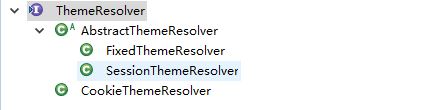 ThemeResolver
AbstractThemeResolver
FixedThemeResolver
SessionThemeResolver
CookieThemeResolver